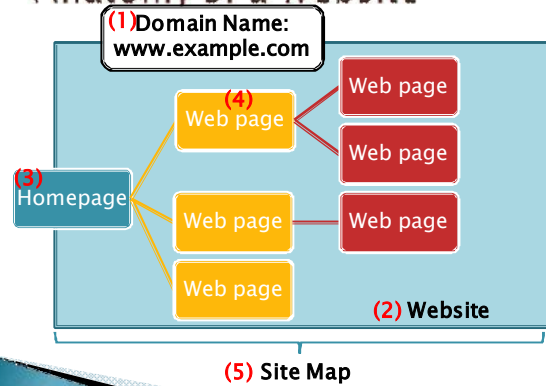 (1)Domain Name:
www.example.com
Web page
(4)
Web page
Web page
(3)
Homepage
Web page
Web page
Web page
(2) Website
(5) Site Map